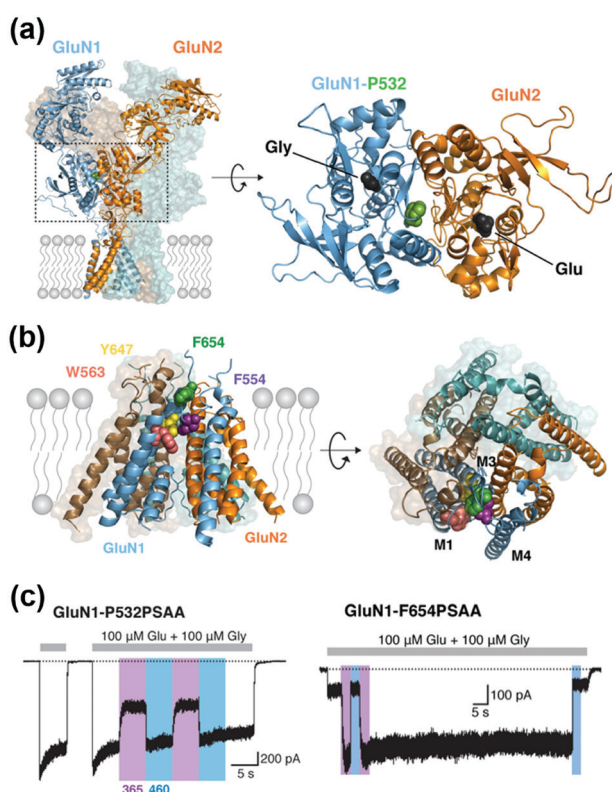 (a)
GluN1
GluN2
GluN1-P532
GluN2
Gly
Glu
(b)
Y647
F654
W563
F554
GluN1
GluN2
M3
M1
M4
(c)
GluN1-P532PSAA
GluN1-F654PSAA
100 µM Glu + 100 µM Gly
100 µM Glu + 100 µM Gly
100 pA
5 s
200 pA
5 s
365 460